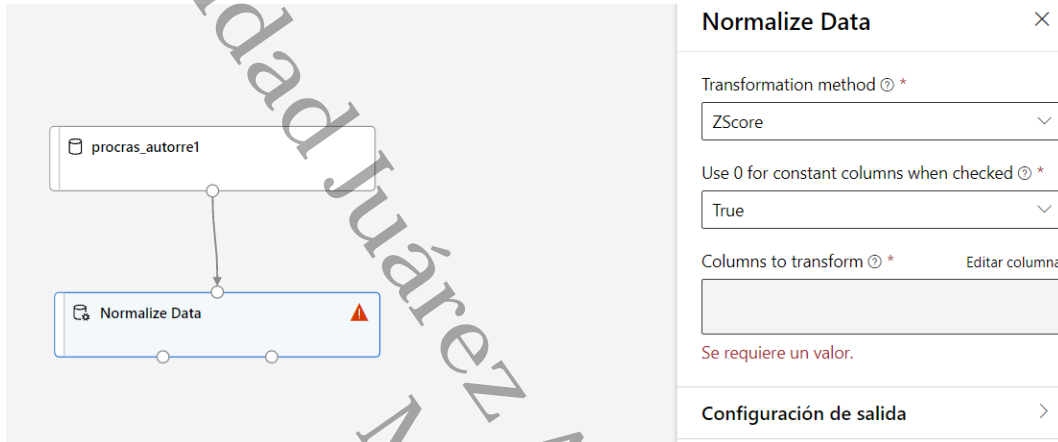 Normalize Data
Transformation method
*
ZScore
Use 0 for constant columns when checked
*
True
Columns to transform
*
Editar columna
Se requiere un valor.
Configuración de salida
procras_autorre1
Normalize Data
dad Juárez